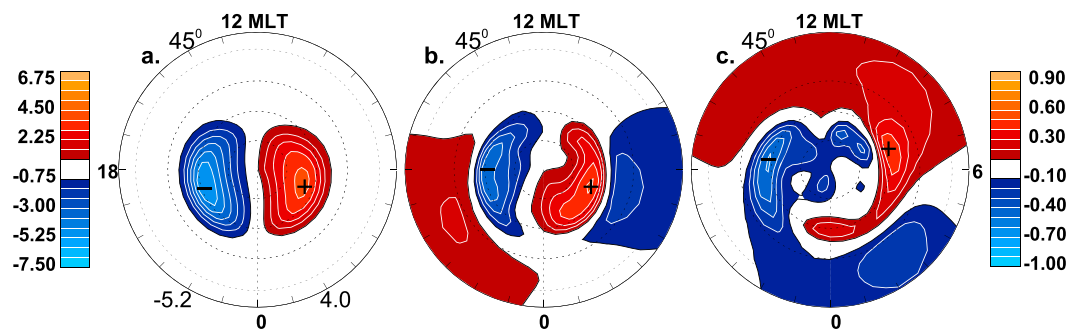 12 MLT 12 MLT 12 MLT
45⁰ 45⁰ 45⁰
a. b. c.
6.75 0.90
4.50 0.60
2.25 0.30
-0.75 18 6 -0.10
-3.00 -0.40
-5.25 -0.70
-7.50 -1.00
-5.2 4.0
0 0 0
− + − + − +